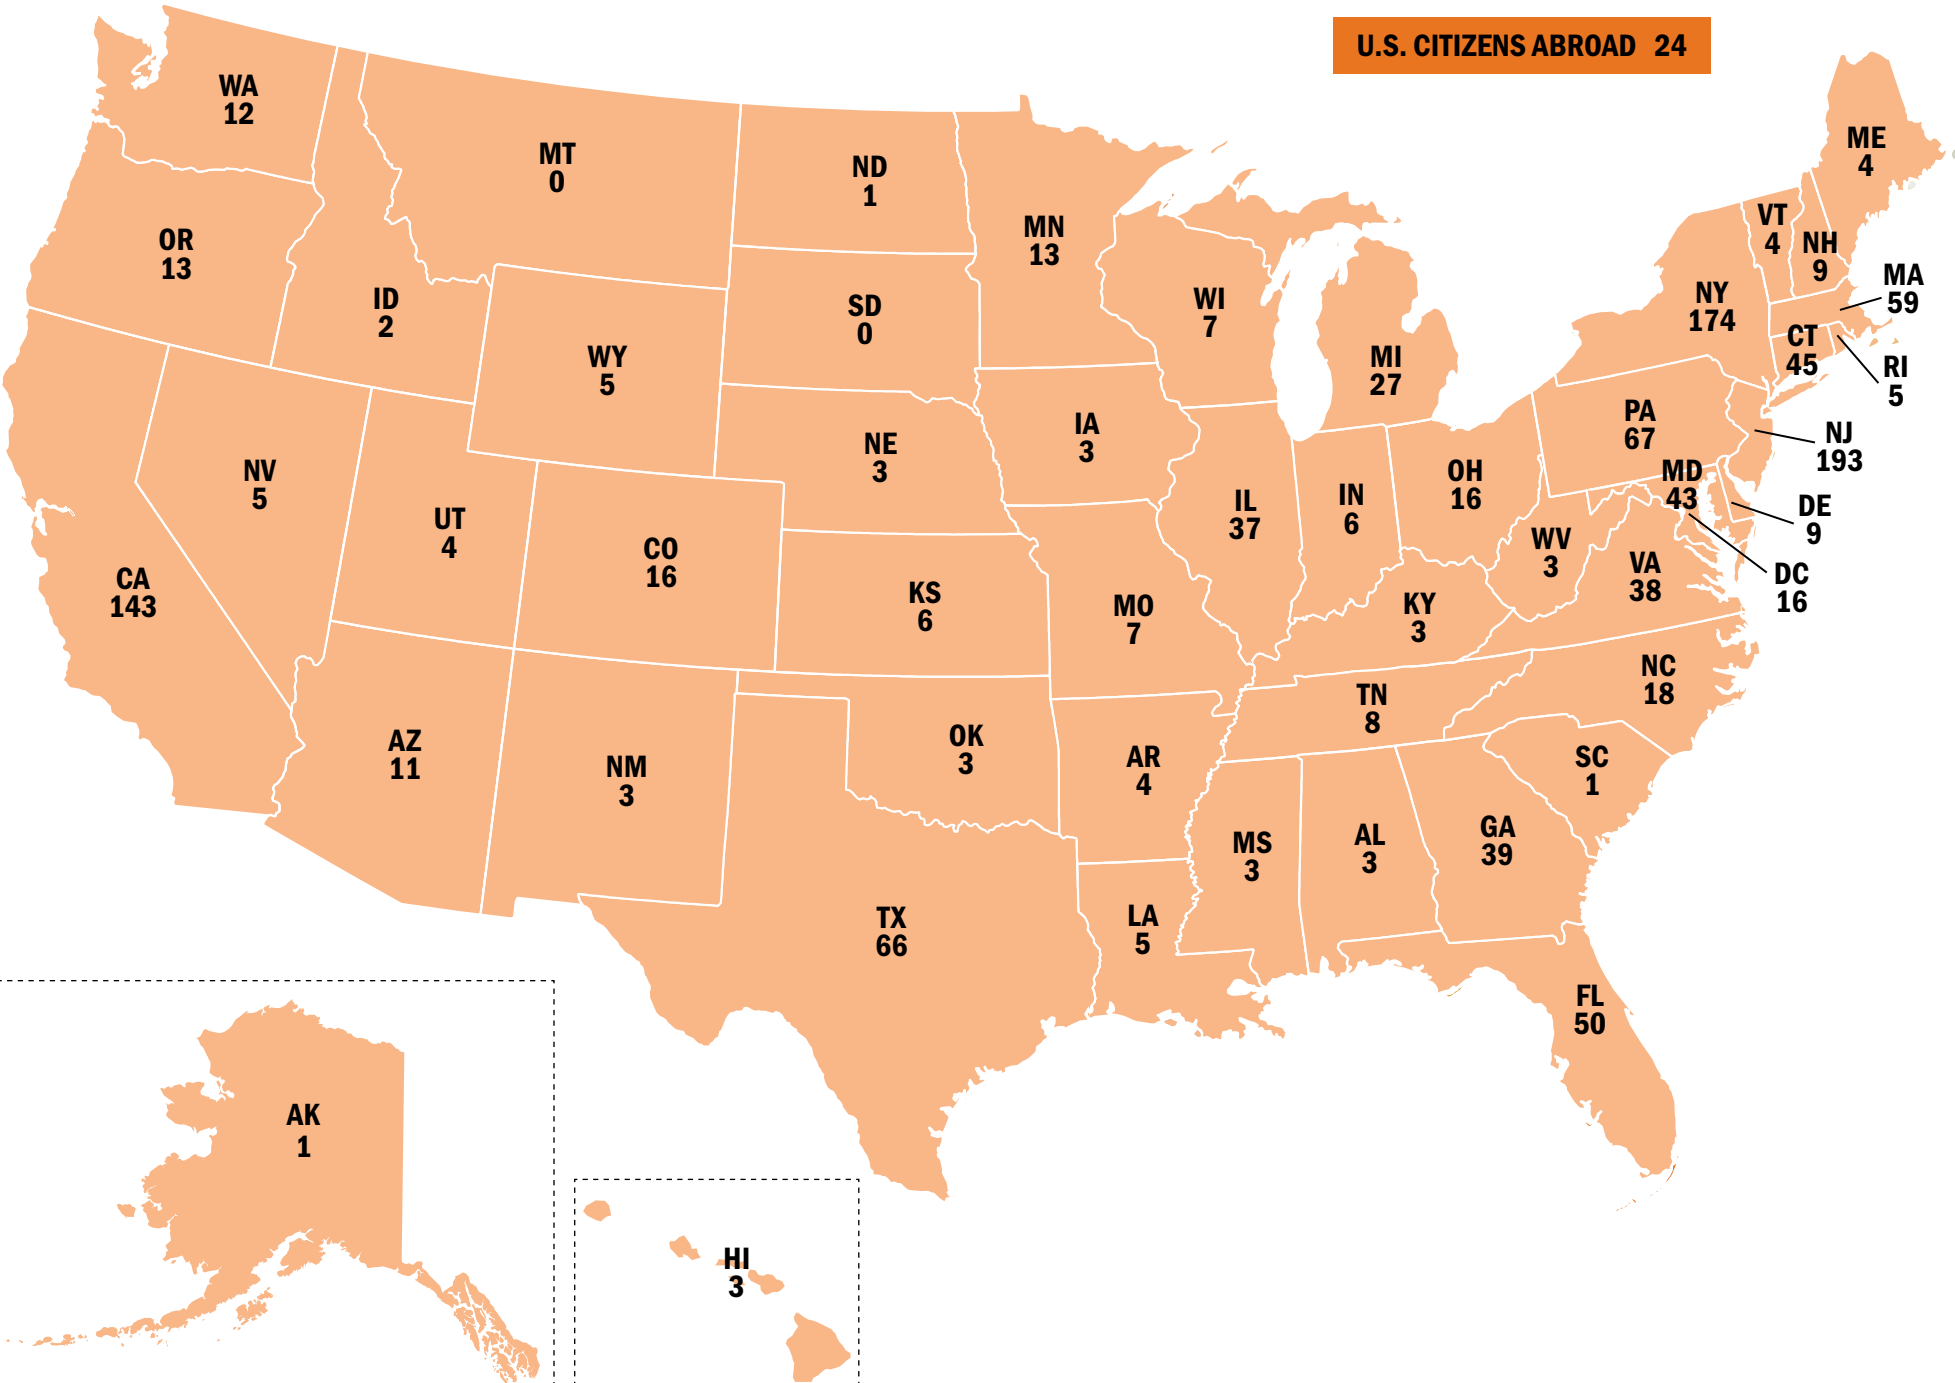 U.S. CITIZENS ABROAD 24
WA
12
MT
0
ND
1
ME
4
OR
13
MN
13
VT
4
NH
9
ID
2
SD
0
WI
7
NY
174
MA
59
WY
5
MI
27
CT
45
RI
5
NV
5
NE
3
IA
3
PA
67
NJ
193
UT
4
CO
16
IL
37
IN
6
OH
16
MD
43
DE
9
CA
143
KS
6
MO
7
KY
3
WV
3
VA
38
DC
16
AZ
11
NM
3
OK
3
AR
4
TN
8
NC
18
SC
1
TX
66
LA
5
MS
3
AL
3
GA
39
FL
50
AK
1
HI
3